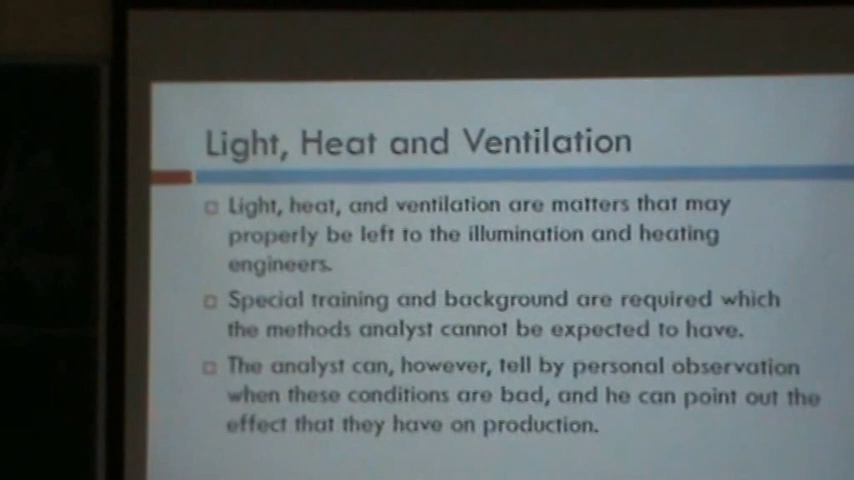 Light, Heat and Ventilation
Light, heat, and ventilation are matters that may
properly be left to the illumination and heating
engineers.
Special training and background are required which
the methods analyst cannot be expected to have.
The analyst can, however, tell by personal observation
when these conditions are bad, and he can point out the
effect that they have on production.